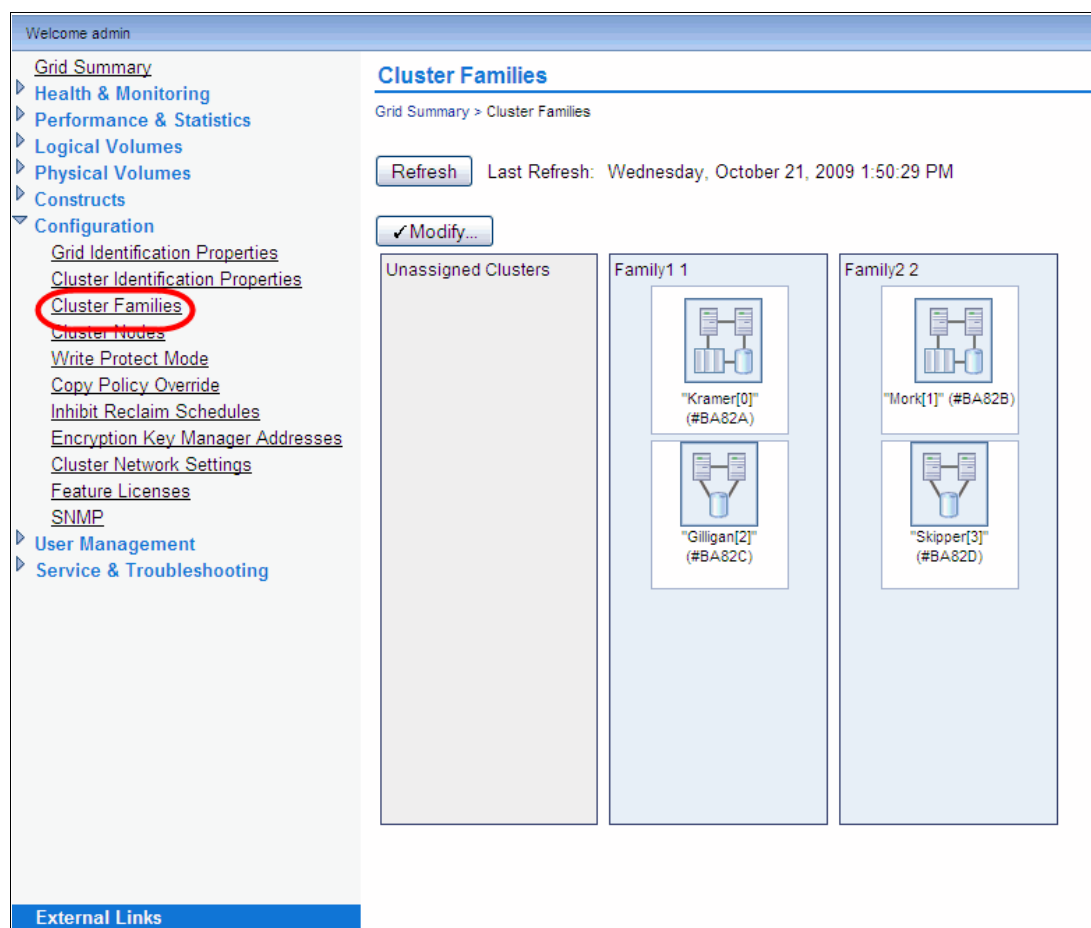 Welcome admin
Grid Summary
Health & Monitoring
Performance & Statistics
Logical Volumes
Physical Volumes
Constructs
Configuration
Grid Identification Properties
Cluster Identification Properties
Cluster Families
Cluster Nodes
Write Protect Mode
Copy Policy Override
Inhibit Reclaim Schedules
Encryption Key Manager Addresses
Cluster Network Settings
Feature Licenses
SNMP
User Management
Service & Troubleshooting
External Links
Cluster Families
Grid Summary > Cluster Families
Refresh Last Refresh: Wednesday, October 21, 2009 1:50:29 PM
✓Modify...
Unassigned Clusters
Family1 1
"Kramer[0]"
(#BA82A)
"Gilligan[2]"
(#BA82C)
Family2 2
"Mork[1]" (#BA82B)
"Skipper[3]"
(#BA82D)